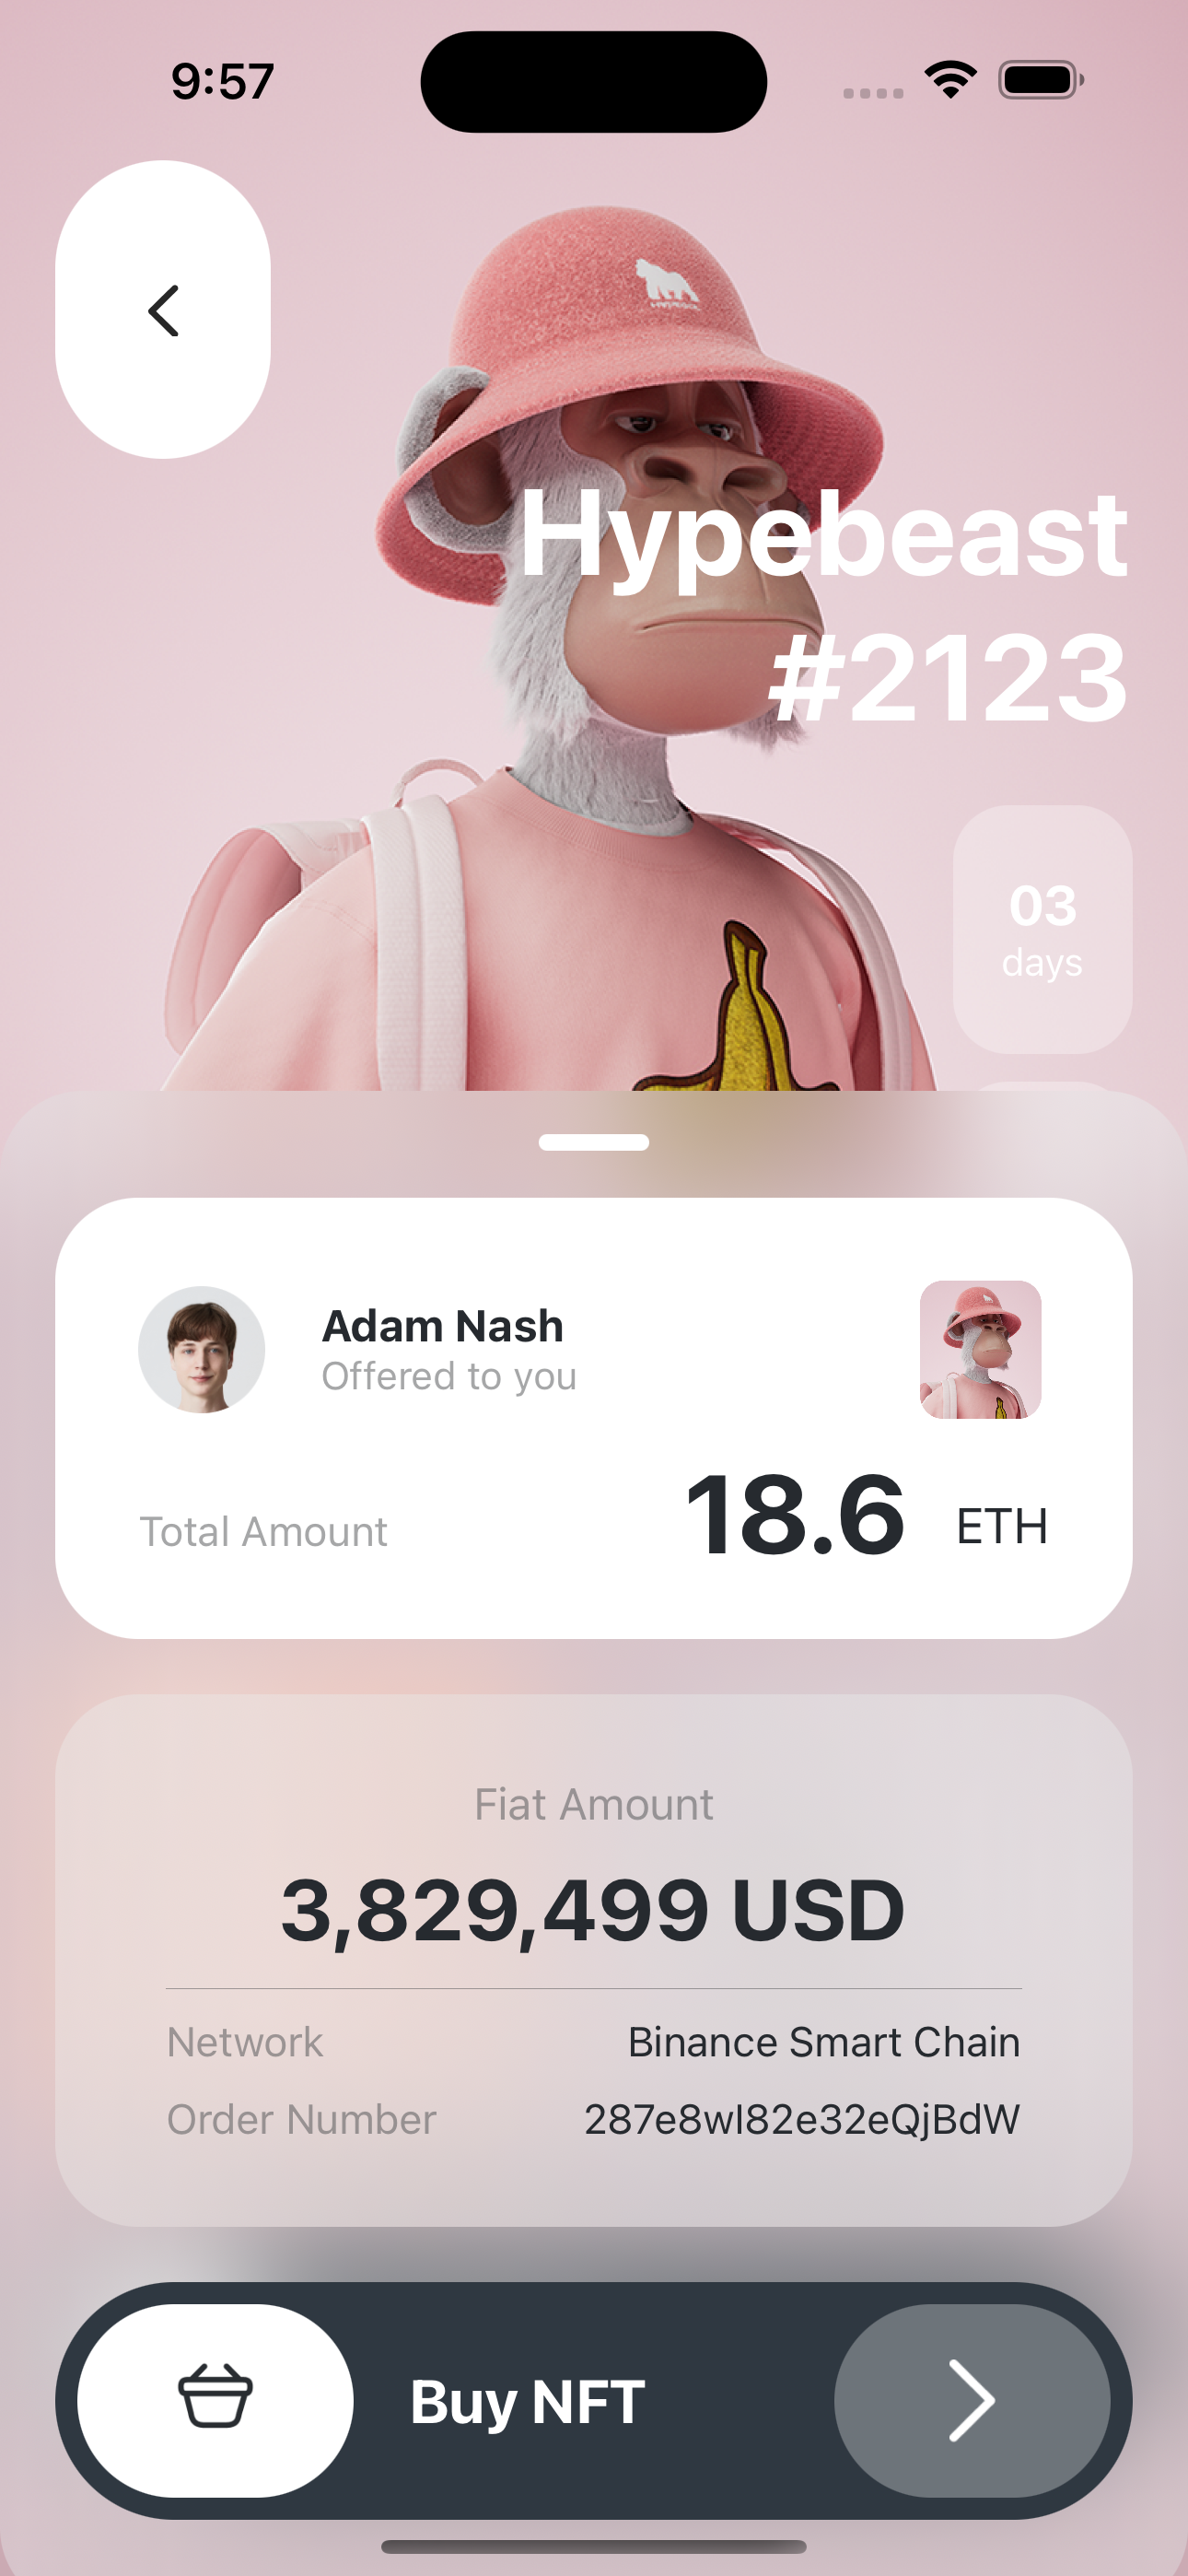 9:57
Hypebeast
#2123
03
days
Adam Nash
Offered to you
Total Amount
18.6 ETH
Fiat Amount
3,829,499 USD
Network Binance Smart Chain
Order Number 287e8wl82e32eQjBdW
Buy NFT